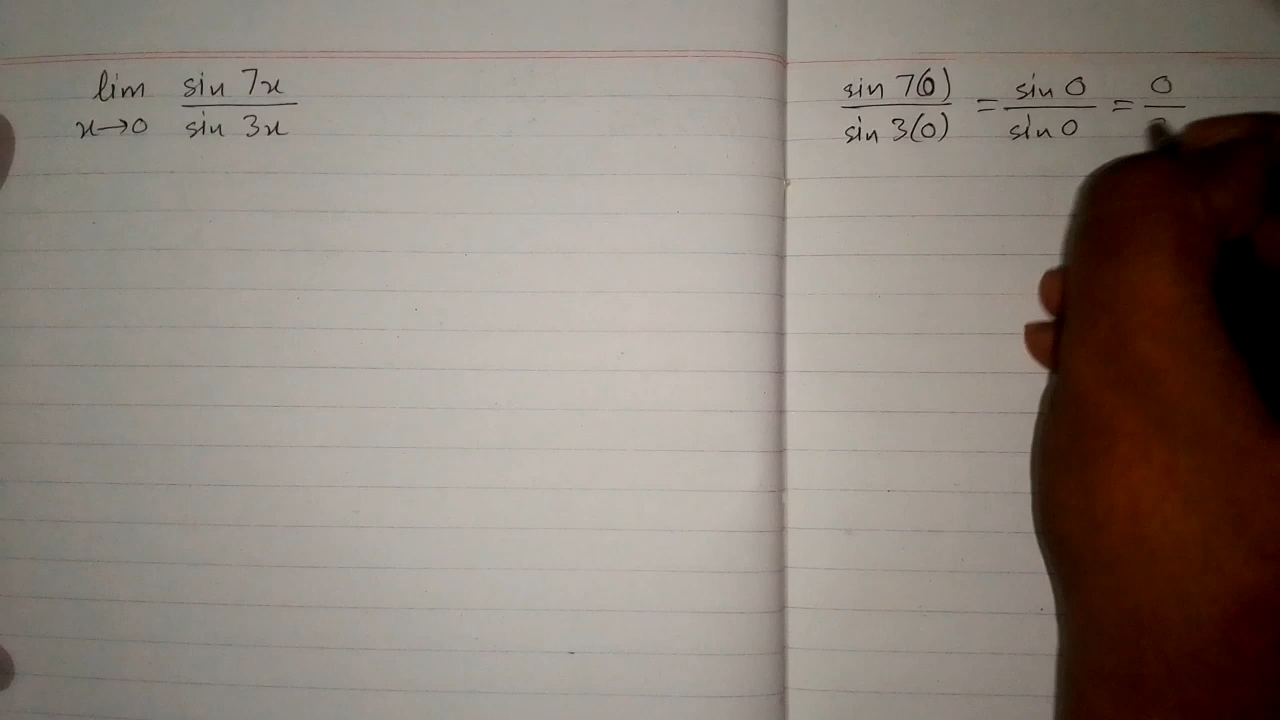 lim sin 7x
x→0 sin 3x
sin 7(0) = sin 0 = 0
sin 3(0) sin 0